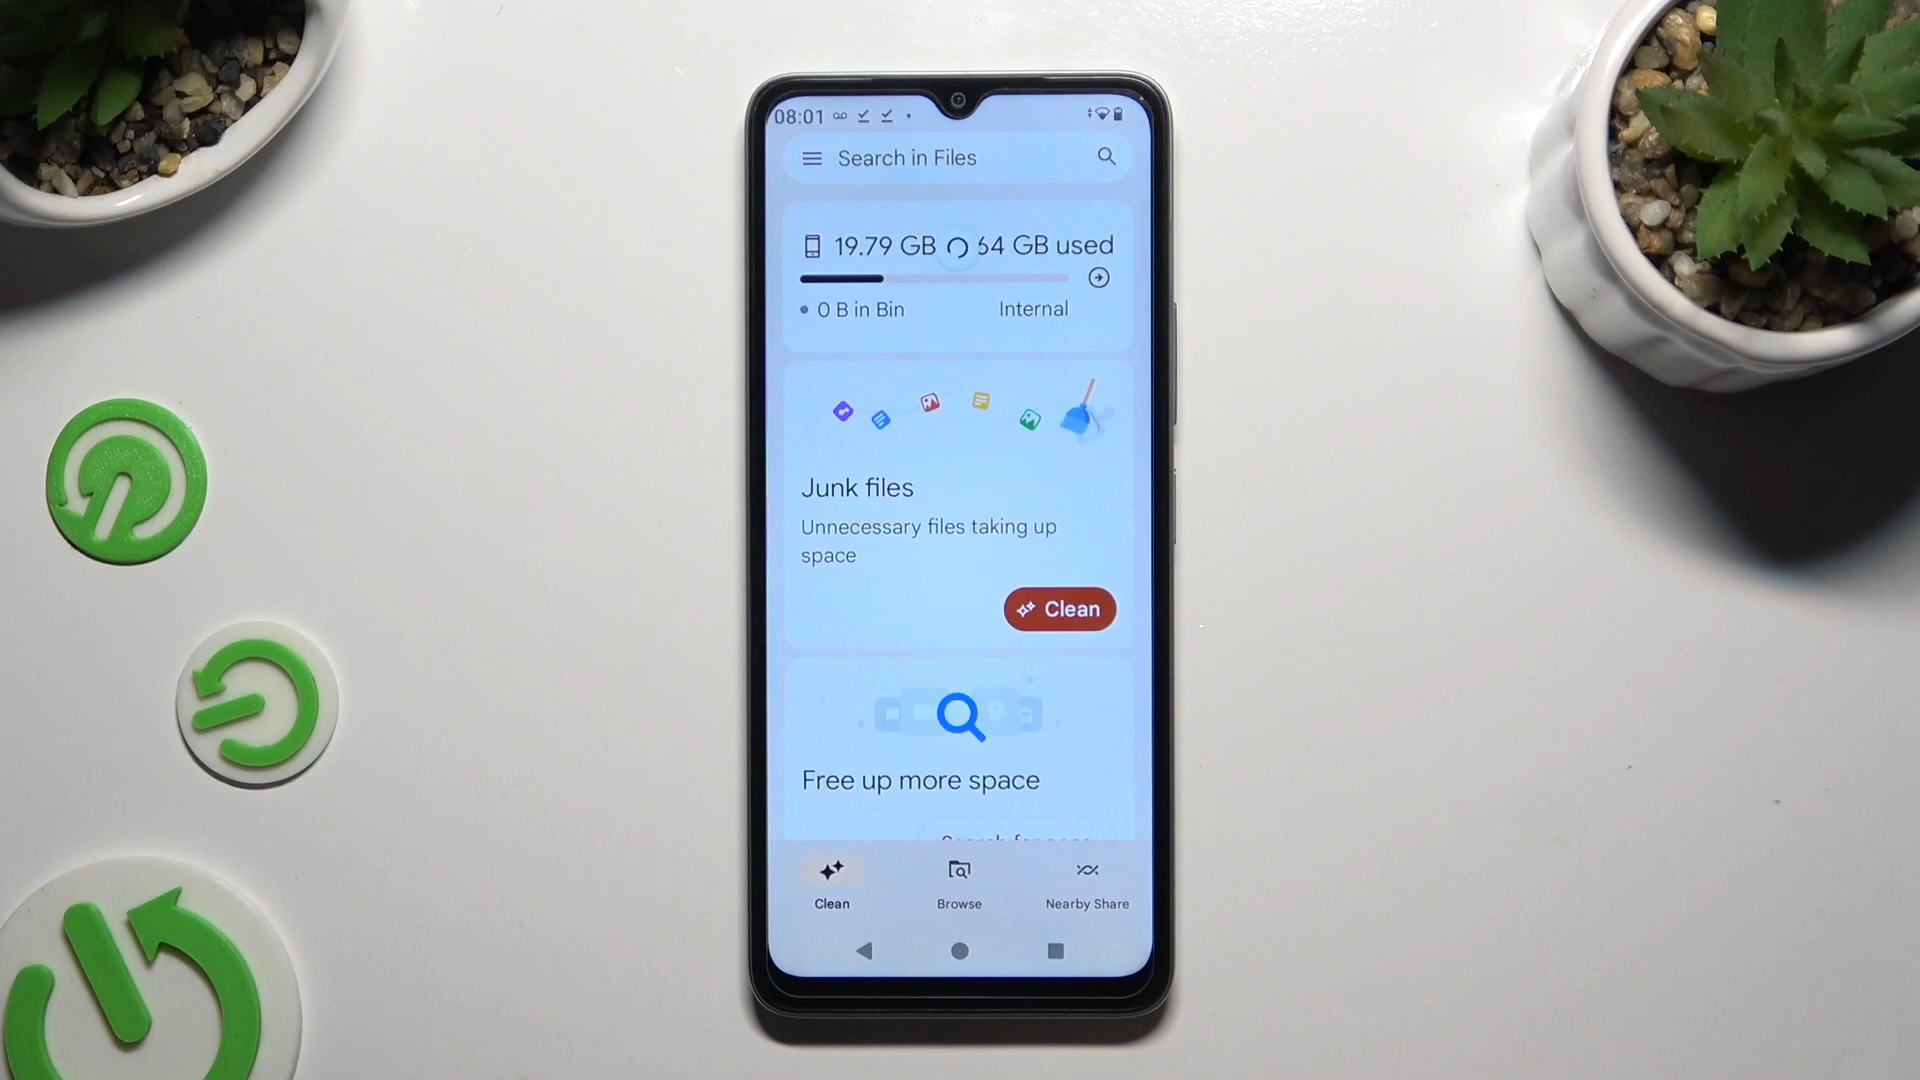 08:01
Search in Files
19.79 GB 64 GB used
0 B in Bin Internal
Junk files
Unnecessary files taking up
space
Clean
Free up more space
Clean Browse Nearby Share